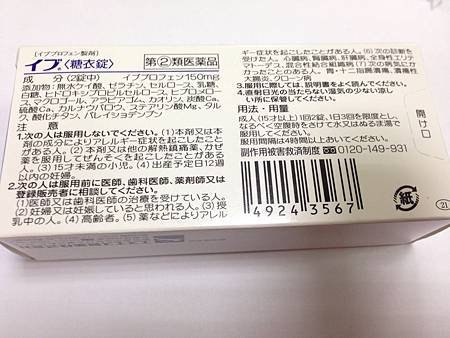 [イブプロフェン製剤]
イブ®〈糖衣錠〉 第②類医薬品
成 分(2錠中) イブプロフェン150mg
添加物:無水ケイ酸、ゼラチン、セルロース、乳糖、
白糖、ヒドロキシプロピルセルロース、ヒプロメロー
ス、マクロゴール、アラビアゴム、カオリン、炭酸Ca、
硫酸Ca、カルナウバロウ、ステアリン酸Mg、タル
ク、酸化チタン、バレイショデンプン
注 意
1.次の人は服用しないでください。(1)本剤又は本
剤の成分によりアレルギー症状を起こしたことが
ある人。(2)本剤又は他の解熱鎮痛薬、かぜ
薬を服用してぜんそくを起こしたことがある
人。(3)15才未満の小児。(4)出産予定日12週
以内の妊婦。
2.次の人は服用前に医師、歯科医師、薬剤師又は
登録販売者に相談してください。
(1)医師又は歯科医師の治療を受けている人。
(2)妊婦又は妊娠していると思われる人。(3)授
乳中の人。(4)高齢者。(5)薬などによりアレル
ギー症状を起こしたことがある人。(6)次の診断を
受けた人。心臓病、腎臓病、肝臓病、全身性エリテ
マトーデス、混合性結合組織病。(7)次の病気にか
かったことのある人。胃・十二指腸潰瘍、潰瘍性
大腸炎、クローン病
3.服用に際しては、説明書をよくお読みください。
4.直射日光の当たらない湿気の少ない涼し
い所に保管してください。
用法・用量
成人(15才以上)1回2錠、1日3回を限度とし、
なるべく空腹時をさけて水又はぬるま湯で
服用してください。
服用間隔は4時間以上おいてください。
副作用被害救済制度 0120-149-931
4924 3567
開け口
紙
21